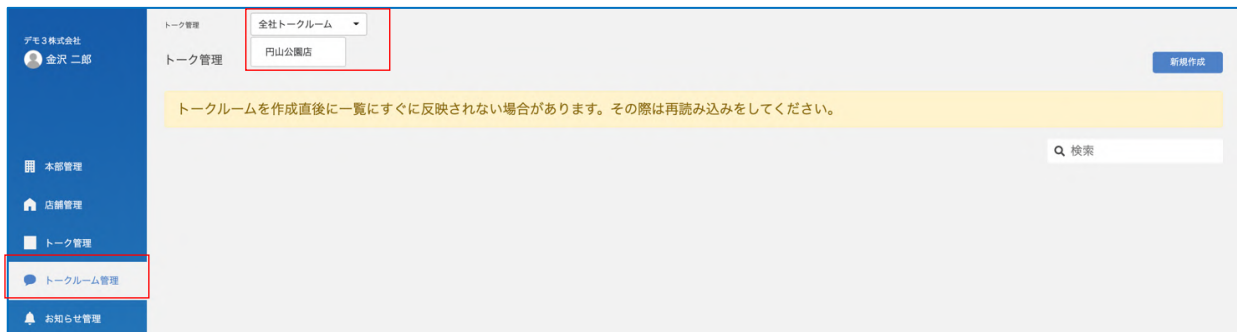 デモ3株式会社
金沢 二郎
本部管理
店舗管理
トーク管理
トークルーム管理
お知らせ管理
トーク管理
全社トークルーム
円山公園店
トーク管理
新規作成
トークルームを作成直後に一覧にすぐに反映されない場合があります。その際は再読み込みをしてください。
検索